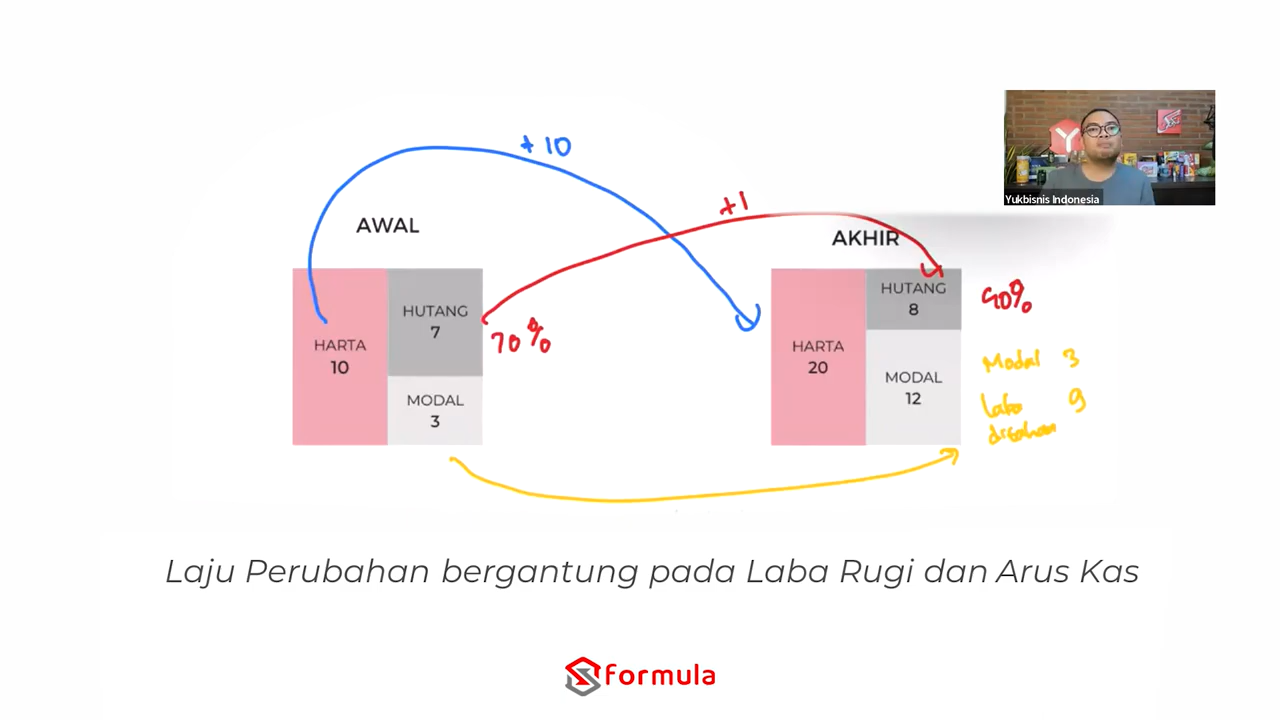 +10
+1
Yukbisnis Indonesia
AWAL
AKHIR
HARTA
10
HUTANG
7
70%
MODAL
3
HARTA
20
HUTANG
8
40%
MODAL
12
Modal 3
laba 9
ditahan
Laju Perubahan bergantung pada Laba Rugi dan Arus Kas
formula